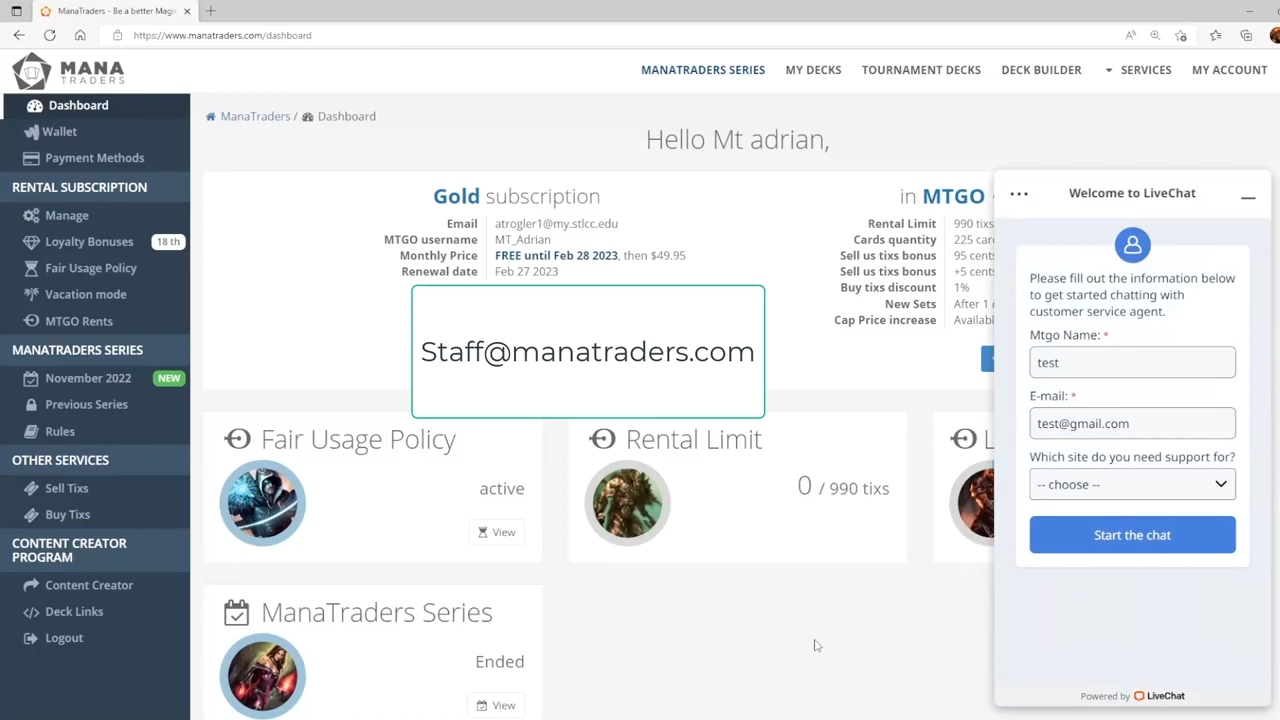 ManaTraders - Be a better Magic
https://www.manatraders.com/dashboard
MANA
TRADERS
MANATRADERS SERIES
MY DECKS
TOURNAMENT DECKS
DECK BUILDER
SERVICES
MY ACCOUNT
Dashboard
Wallet
Payment Methods
RENTAL SUBSCRIPTION
Manage
Loyalty Bonuses 18 th
Fair Usage Policy
Vacation mode
MTGO Rents
MANATRADERS SERIES
November 2022 NEW
Previous Series
Rules
OTHER SERVICES
Sell Tixs
Buy Tixs
CONTENT CREATOR
PROGRAM
Content Creator
Deck Links
Logout
ManaTraders / Dashboard
Hello Mt adrian,
Gold subscription
Email atrogler1@my.stlcc.edu
MTGO username MT_Adrian
Monthly Price FREE until Feb 28 2023, then $49.95
Renewal date Feb 27 2023
in MTGO
Rental Limit 990 tixs
Cards quantity 225
Sell us tixs bonus 95 cents
Sell us tixs bonus +5 cents
Buy tixs discount 1%
New Sets After 1
Cap Price increase
Staff@manatraders.com
Fair Usage Policy
active
View
Rental Limit
0 / 990 tixs
ManaTraders Series
Ended
View
Welcome to LiveChat
Please fill out the information below
to get started chatting with
customer service agent.
Mtgo Name: *
test
E-mail: *
test@gmail.com
Which site do you need support for?
-- choose --
Start the chat
Powered by LiveChat